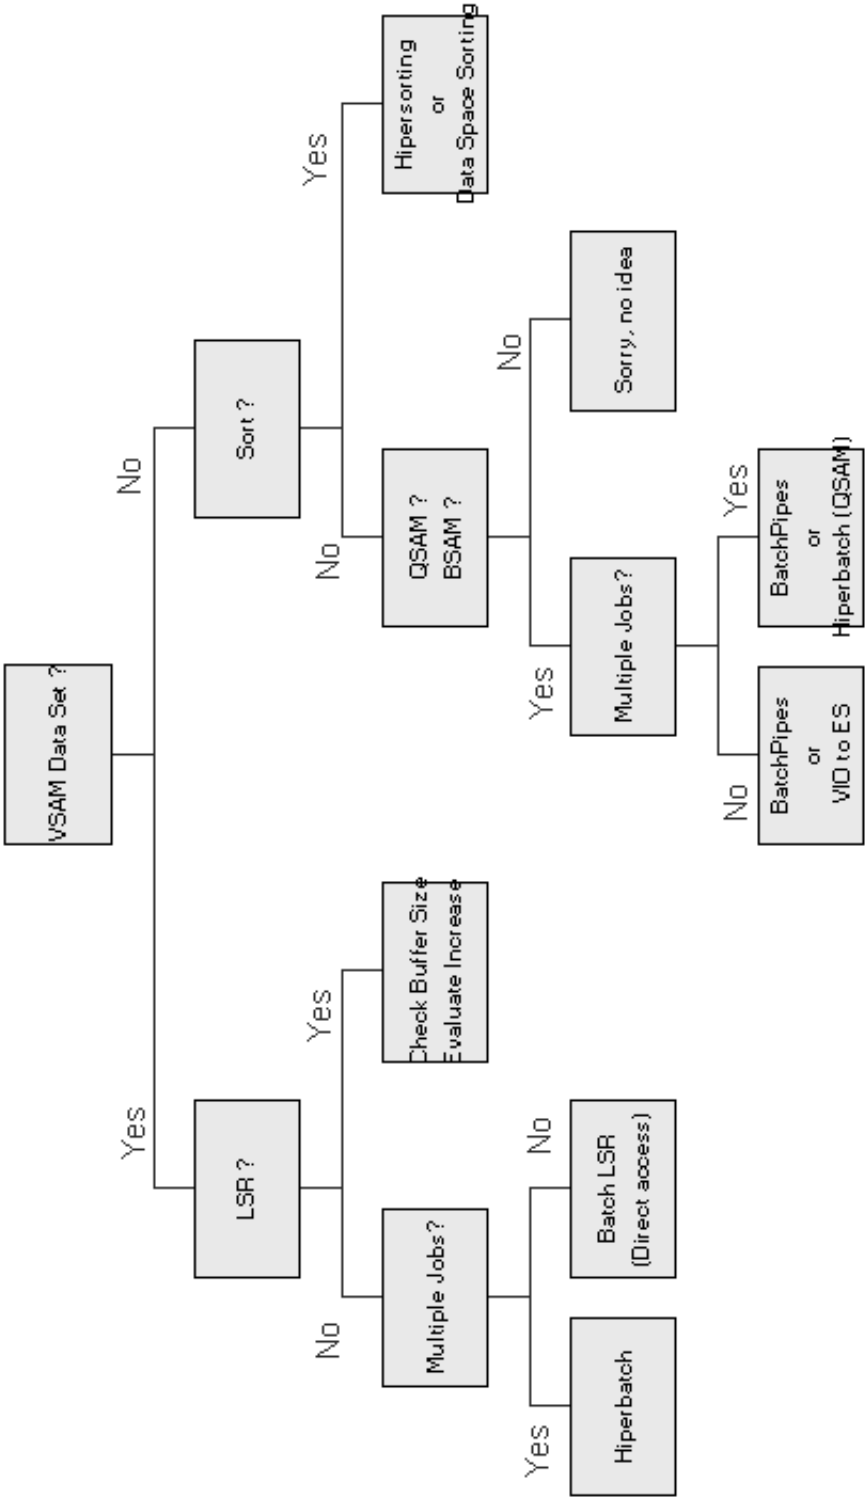 VSAM Data Set ?
Yes
No
LSR ?
Sort ?
No
Yes
No
Yes
Multiple Jobs?
Check Buffer Size
Evaluate Increase
QSAM ?
BSAM ?
Hipersorting
or
Data Space Sorting
Yes
No
Yes
No
Hiperbatch
Batch LSR
(Direct access)
Multiple Jobs?
Sorry, no idea
No
Yes
BatchPipes
or
VIO to ES
BatchPipes
or
Hiperbatch (QSAM)